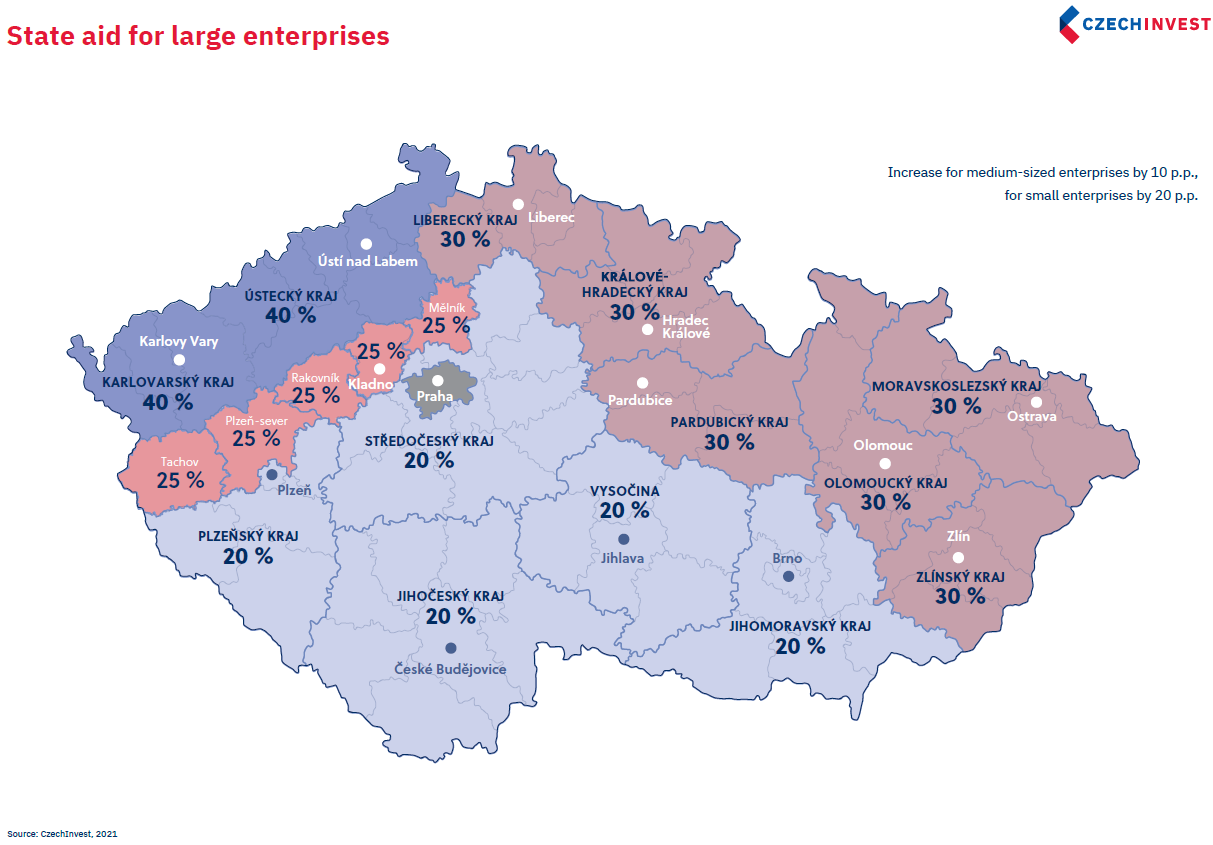 State aid for large enterprises
CZECHINVEST
Increase for medium-sized enterprises by 10 p.p.,
for small enterprises by 20 p.p.
LIBERECKÝ KRAJ
30 %
Liberec
Ústí nad Labem
ÚSTECKÝ KRAJ
40 %
KRÁLOVÉ-
HRADECKÝ KRAJ
30 %
Hradec
Králové
Mělník
25 %
Karlovy Vary
KARLOVARSKÝ KRAJ
40 %
25 %
Kladno
Rakovník
25 %
Praha
Pardubice
PARDUBICKÝ KRAJ
30 %
MORAVSKOSLEZSKÝ KRAJ
30 %
Ostrava
Plzeň-sever
25 %
STŘEDOČESKÝ KRAJ
20 %
Olomouc
OLOMOUCKÝ KRAJ
30 %
Tachov
25 %
Plzeň
VYSOČINA
20 %
Jihlava
PLZEŇSKÝ KRAJ
20 %
Brno
Zlín
ZLÍNSKÝ KRAJ
30 %
JIHOČESKÝ KRAJ
20 %
České Budějovice
JIHOMORAVSKÝ KRAJ
20 %
Source: CzechInvest, 2021